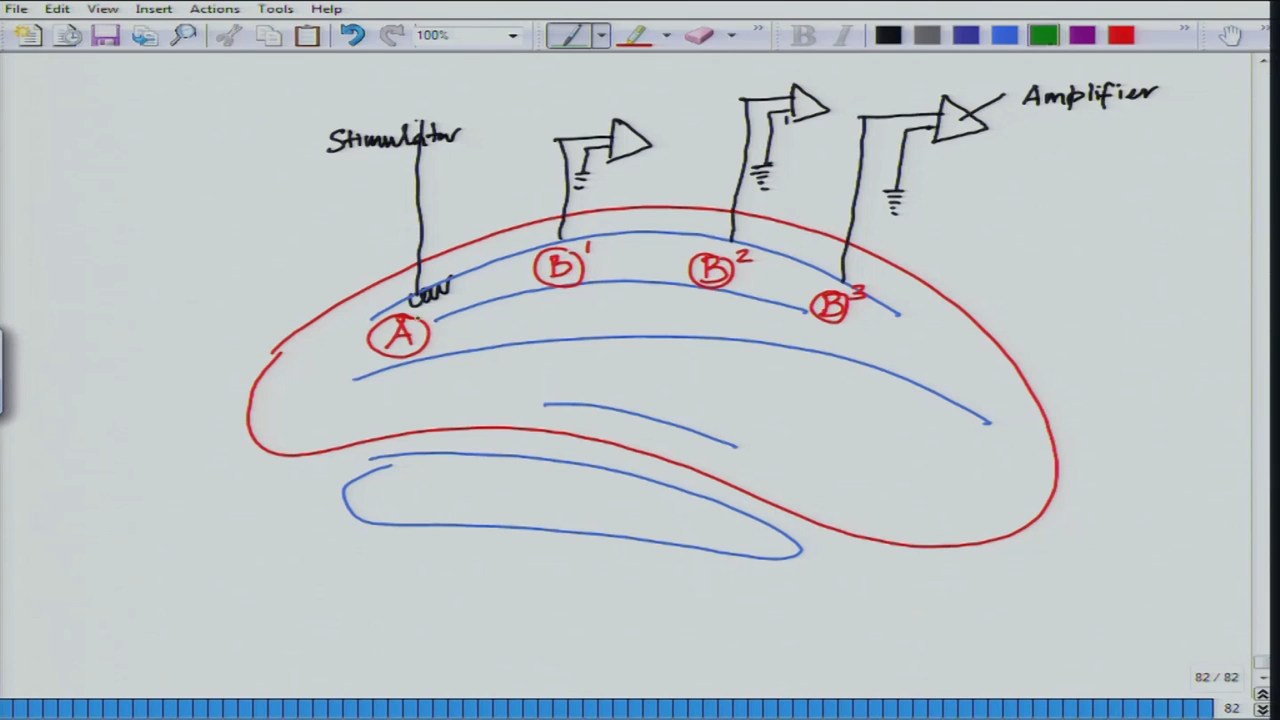 File Edit View Insert Actions Tools Help
100%
B I
Stimulator
Amplifier
A
B1
B2
B3
82 / 82
82